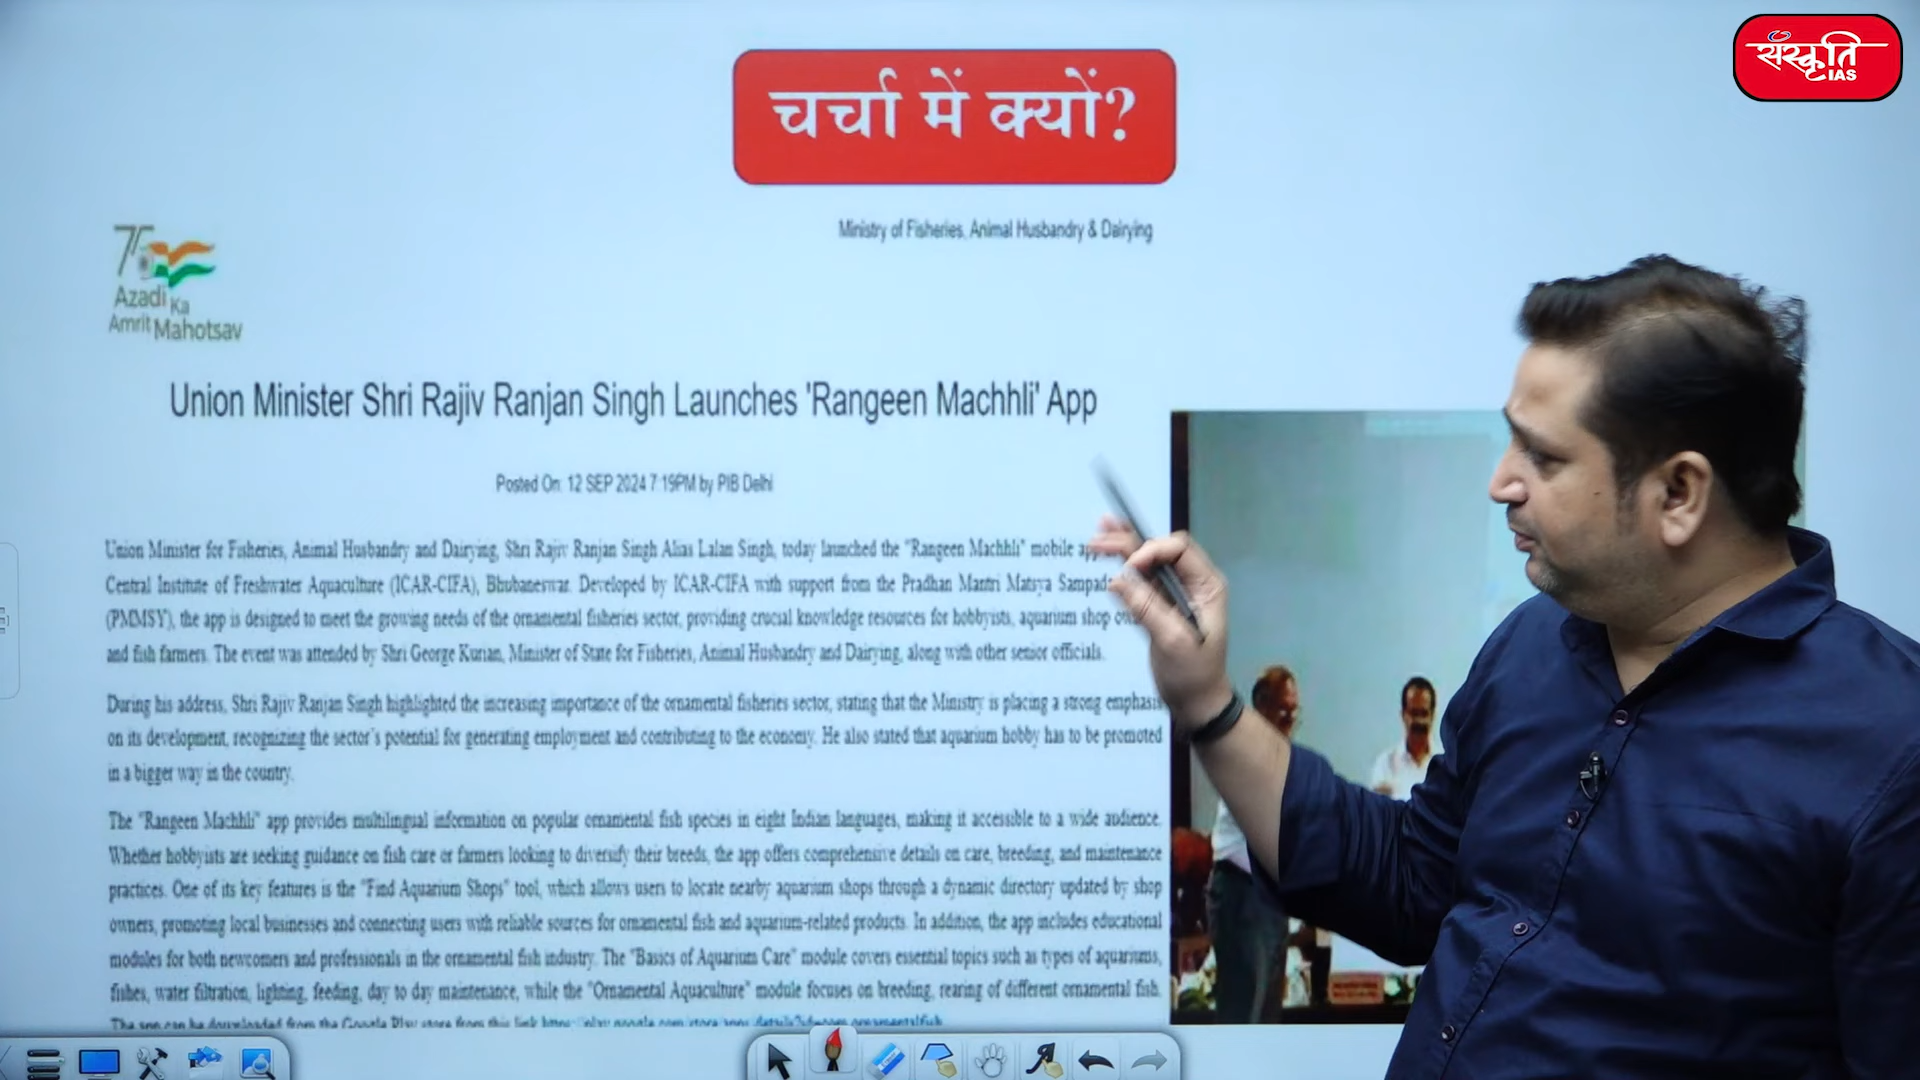 संस्कृति
IAS
चर्चा में क्यों?
Ministry of Fisheries, Animal Husbandry & Dairying
75
Azadi Ka
Amrit Mahotsav
Union Minister Shri Rajiv Ranjan Singh Launches 'Rangeen Machhli' App
Posted On: 12 SEP 2024 7:19PM by PIB Delhi
Union Minister for Fisheries, Animal Husbandry and Dairying, Shri Rajiv Ranjan Singh Alias Lalan Singh, today launched the "Rangeen Machhli" mobile
Central Institute of Freshwater Aquaculture (ICAR-CIFA), Bhubaneswar. Developed by ICAR-CIFA with support from the Pradhan Mantri Matsya
(PMMSY), the app is designed to meet the growing needs of the ornamental fisheries sector, providing crucial knowledge resources for hobbyists, aquarium shop
and fish farmers. The event was attended by Shri George Kurian, Minister of State for Fisheries, Animal Husbandry and Dairying, along with other senior officials.
During his address, Shri Rajiv Ranjan Singh highlighted the increasing importance of the ornamental fisheries sector, stating that the Ministry is placing a strong emphasis
on its development, recognizing the sector's potential for generating employment and contributing to the economy. He also stated that aquarium hobby has to be promoted
in a bigger way in the country.
The "Rangeen Machhli" app provides multilingual information on popular ornamental fish species in eight Indian languages, making it accessible to a wide audience.
Whether hobbyists are seeking guidance on fish care or farmers looking to diversify their breeds, the app offers comprehensive details on care, breeding, and maintenance
practices. One of its key features is the "Find Aquarium Shops" tool, which allows users to locate nearby aquarium shops through a dynamic directory updated by shop
owners, promoting local businesses and connecting users with reliable sources for ornamental fish and aquarium-related products. In addition, the app includes educational
modules for both newcomers and professionals in the ornamental fish industry. The "Basics of Aquarium Care" module covers essential topics such as types of aquariums,
fishes, water filtration, lighting, feeding, day to day maintenance, while the "Ornamental Aquaculture" module focuses on breeding, rearing of different ornamental fish.
The app can be downloaded from the Google Play store from this link